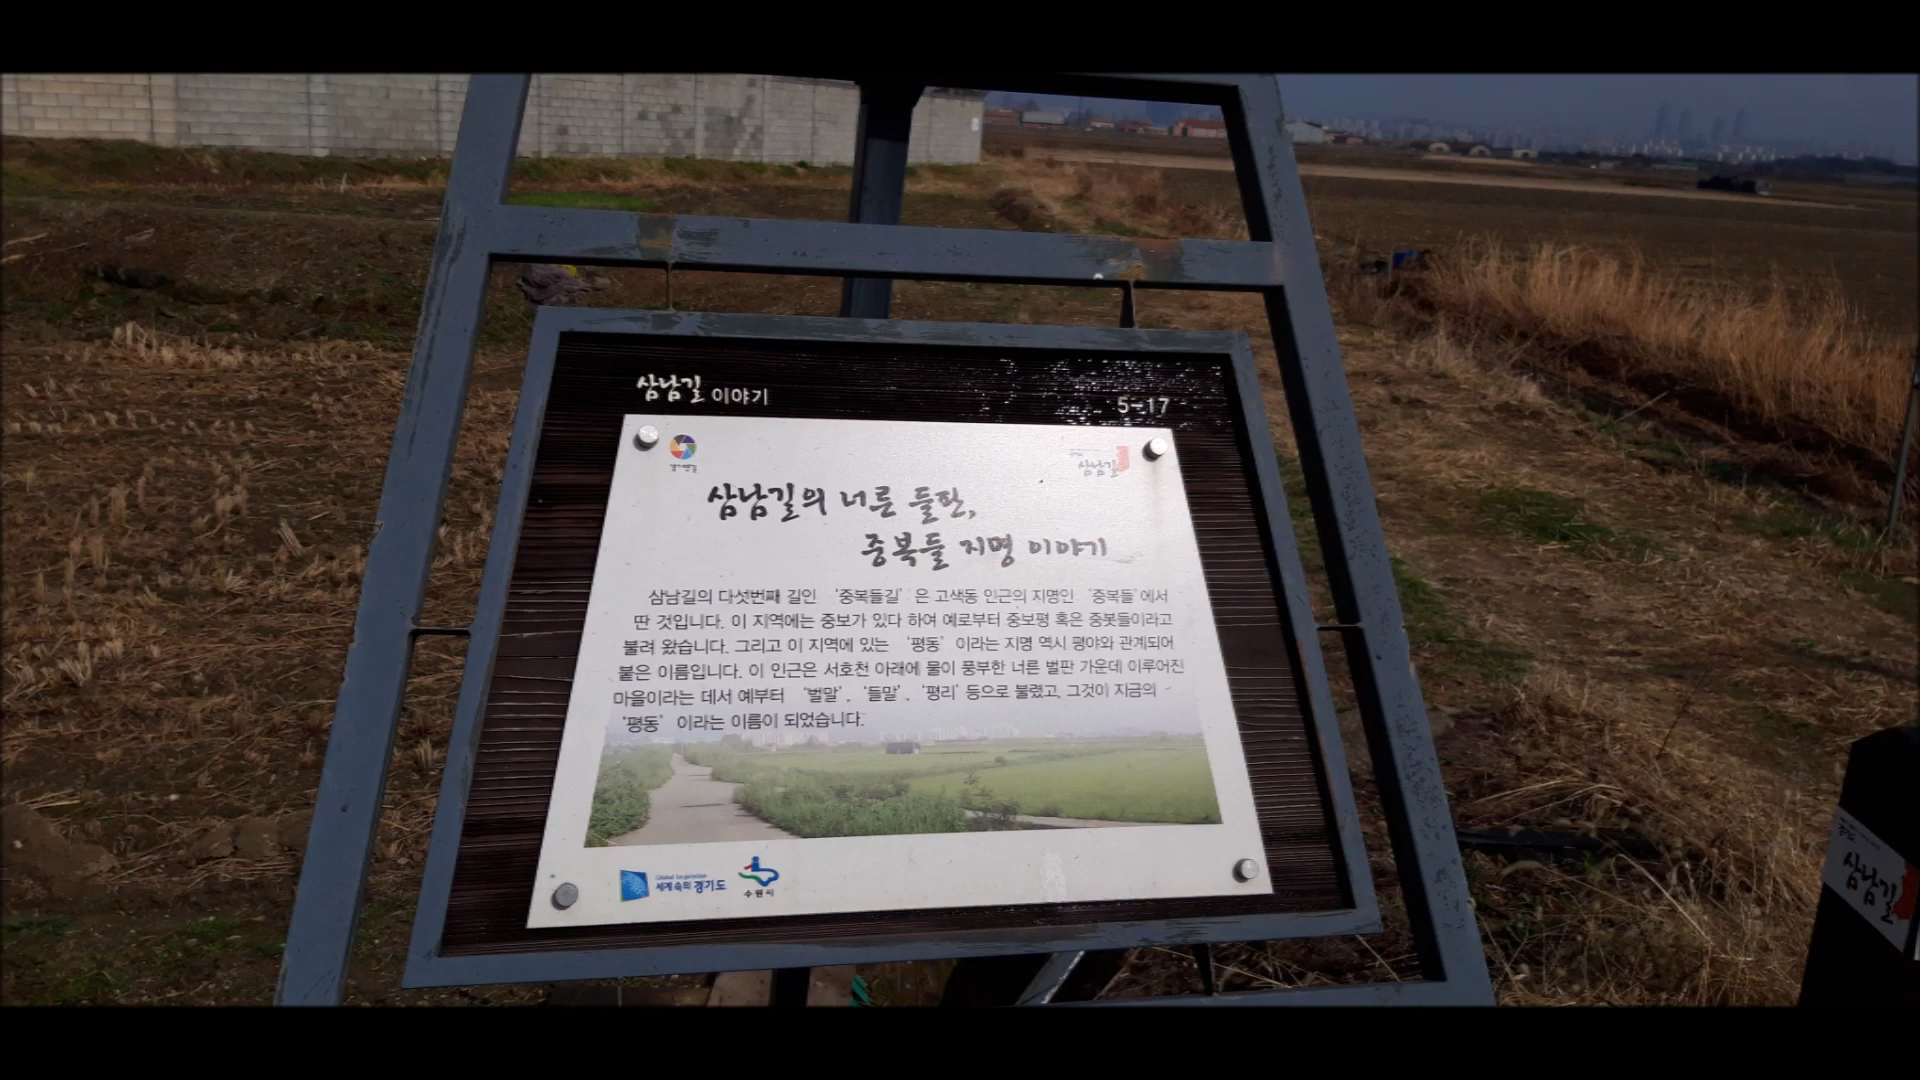 삼남길 이야기
5-17
경기옛길
삼남길
삼남길의 너른 들판,
중복들 지명 이야기
삼남길의 다섯번째 길인 '중복들길' 은 고색동 인근의 지명인 '중복들'에서
딴 것입니다. 이 지역에는 중보가 있다 하여 예로부터 중보평 혹은 중봇들이라고
불려 왔습니다. 그리고 이 지역에 있는 '평동' 이라는 지명 역시 평야와 관계되어
붙은 이름입니다. 이 인근은 서호천 아래에 물이 풍부한 너른 벌판 가운데 이루어진
마을이라는 데서 예부터 '벌말', '들말', '평리' 등으로 불렸고, 그것이 지금의
'평동' 이라는 이름이 되었습니다.
Global Inspiration
세계 속의 경기도
수원시
삼남길